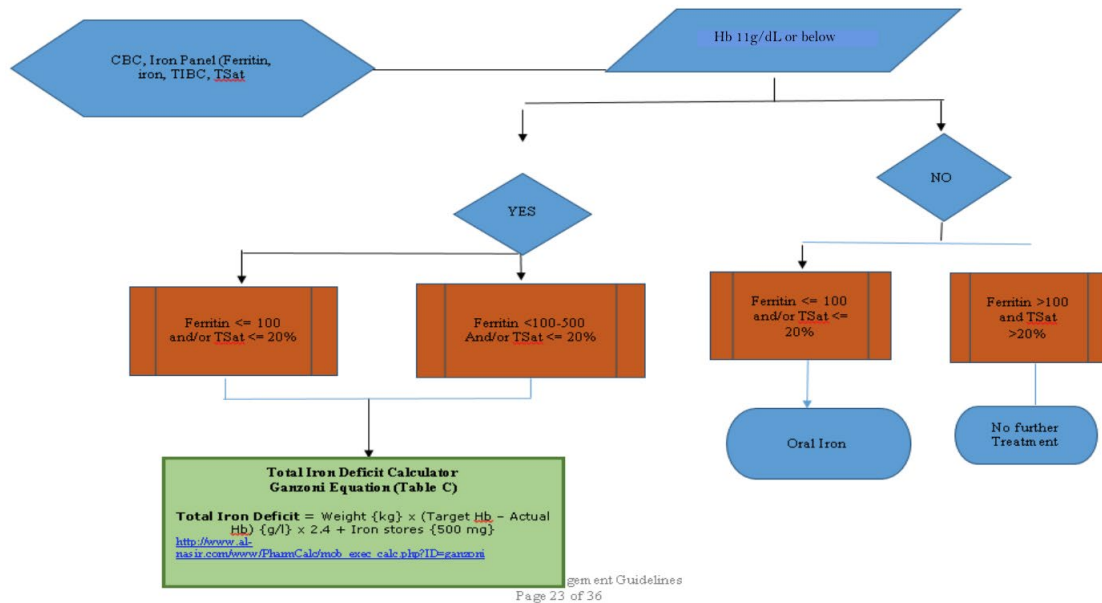 Hb 11g/dL or below
CBC, Iron Panel (Ferritin,
iron, TIBC, TSat
NO
YES
Ferritin <= 100
and/or TSat <= 20%
Ferritin <100-500
And/or TSat <= 20%
Ferritin <= 100
and/or TSat <=
20%
Ferritin >100
and TSat
>20%
Oral Iron
No further
Treatment
Total Iron Deficit Calculator
Ganzoni Equation (Table C)
Total Iron Deficit = Weight {kg} x (Target Hb – Actual
Hb) {g/l} x 2.4 + Iron stores {500 mg}
http://www.al-
nasir.com/www/PharmCalc/mob_exec_calc.php?ID=ganzoni
gement Guidelines
Page 23 of 36